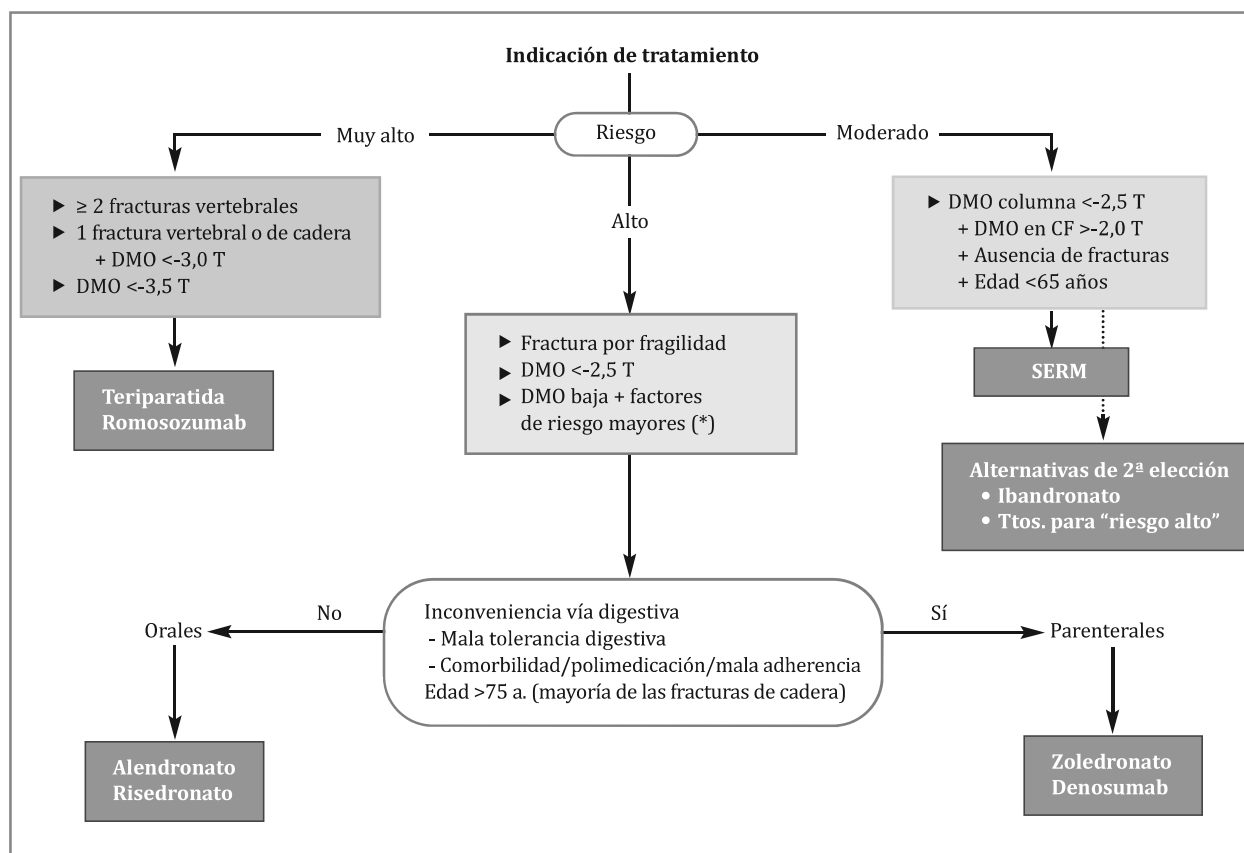 Indicación de tratamiento
Muy alto
Riesgo
Moderado
▶ ≥ 2 fracturas vertebrales
▶ 1 fractura vertebral o de cadera
+ DMO <-3,0 T
▶ DMO <-3,5 T
Alto
▶ DMO columna <-2,5 T
+ DMO en CF >-2,0 T
+ Ausencia de fracturas
+ Edad <65 años
Teriparatida
Romosozumab
▶ Fractura por fragilidad
▶ DMO <-2,5 T
▶ DMO baja + factores
de riesgo mayores (*)
SERM
Alternativas de 2ª elección
• Ibandronato
• Ttos. para “riesgo alto”
No
Orales
Inconveniencia vía digestiva
- Mala tolerancia digestiva
- Comorbilidad/polimedicación/mala adherencia
Edad >75 a. (mayoría de las fracturas de cadera)
Sí
Parenterales
Alendronato
Risedronato
Zoledronato
Denosumab